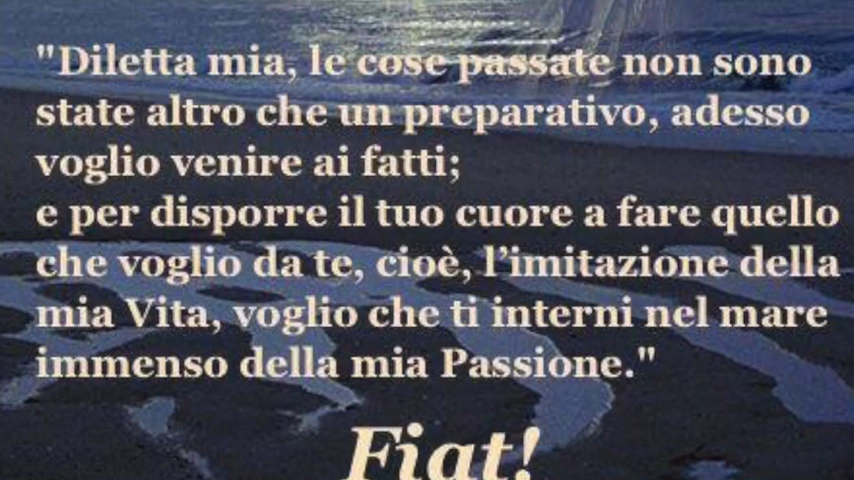 "Diletta mia, le cose passate non sono
state altro che un preparativo, adesso
voglio venire ai fatti;
e per disporre il tuo cuore a fare quello
che voglio da te, cioè, l’imitazione della
mia Vita, voglio che ti interni nel mare
immenso della mia Passione."
Fiat!